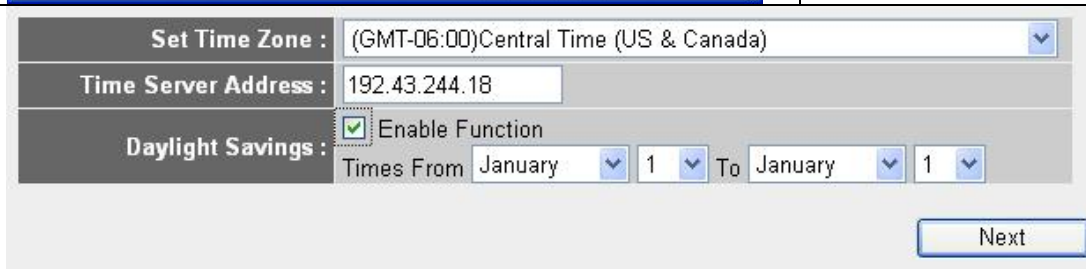 Set Time Zone : (GMT-06:00)Central Time (US & Canada)
Time Server Address : 192.43.244.18
Daylight Savings : Enable Function
Times From January 1 To January 1
Next